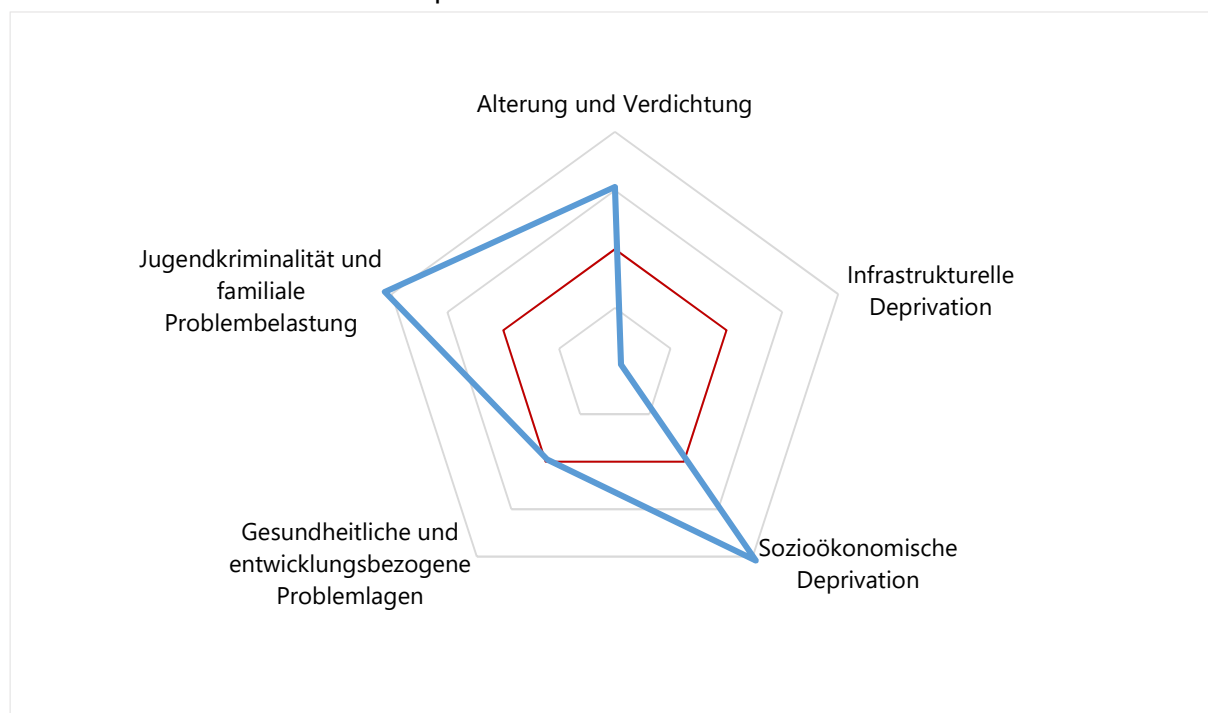 Alterung und Verdichtung
Jugendkriminalität und
familiale
Problembelastung
Infrastrukturelle
Deprivation
Gesundheitliche und
entwicklungsbezogene
Problemlagen
Sozioökonomische
Deprivation